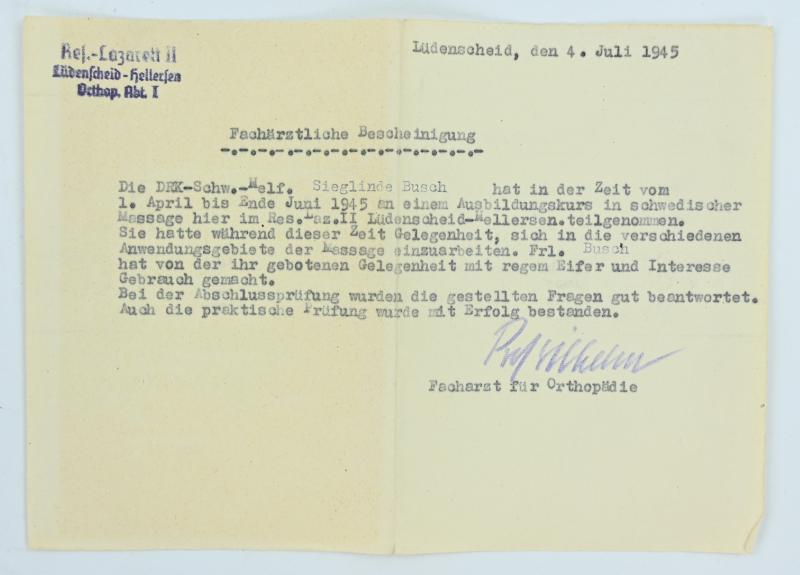 Res.-Lazarett II
Lüdenscheid-Hellersen
Orthop. Abt. I
Lüdenscheid, den 4. Juli 1945
Fachärztliche Bescheinigung
Die DRK-Schw.-Helf. Sieglinde Busch hat in der Zeit vom
1. April bis Ende Juni 1945 an einem Ausbildungskurs in schwedischer
Massage hier im Res.Laz.II Lüdenscheid-Hellersen.teilgenommen.
Sie hatte während dieser Zeit Gelegenheit, sich in die verschiedenen
Anwendungsgebiete der Massage einzuarbeiten. Frl. Busch
hat von der ihr gebotenen Gelegenheit mit regem Eifer und Interesse
Gebrauch gemacht.
Bei der Abschlussprüfung wurden die gestellten Fragen gut beantwortet.
Auch die praktische Prüfung wurde mit Erfolg bestanden.
Facharzt für Orthopädie